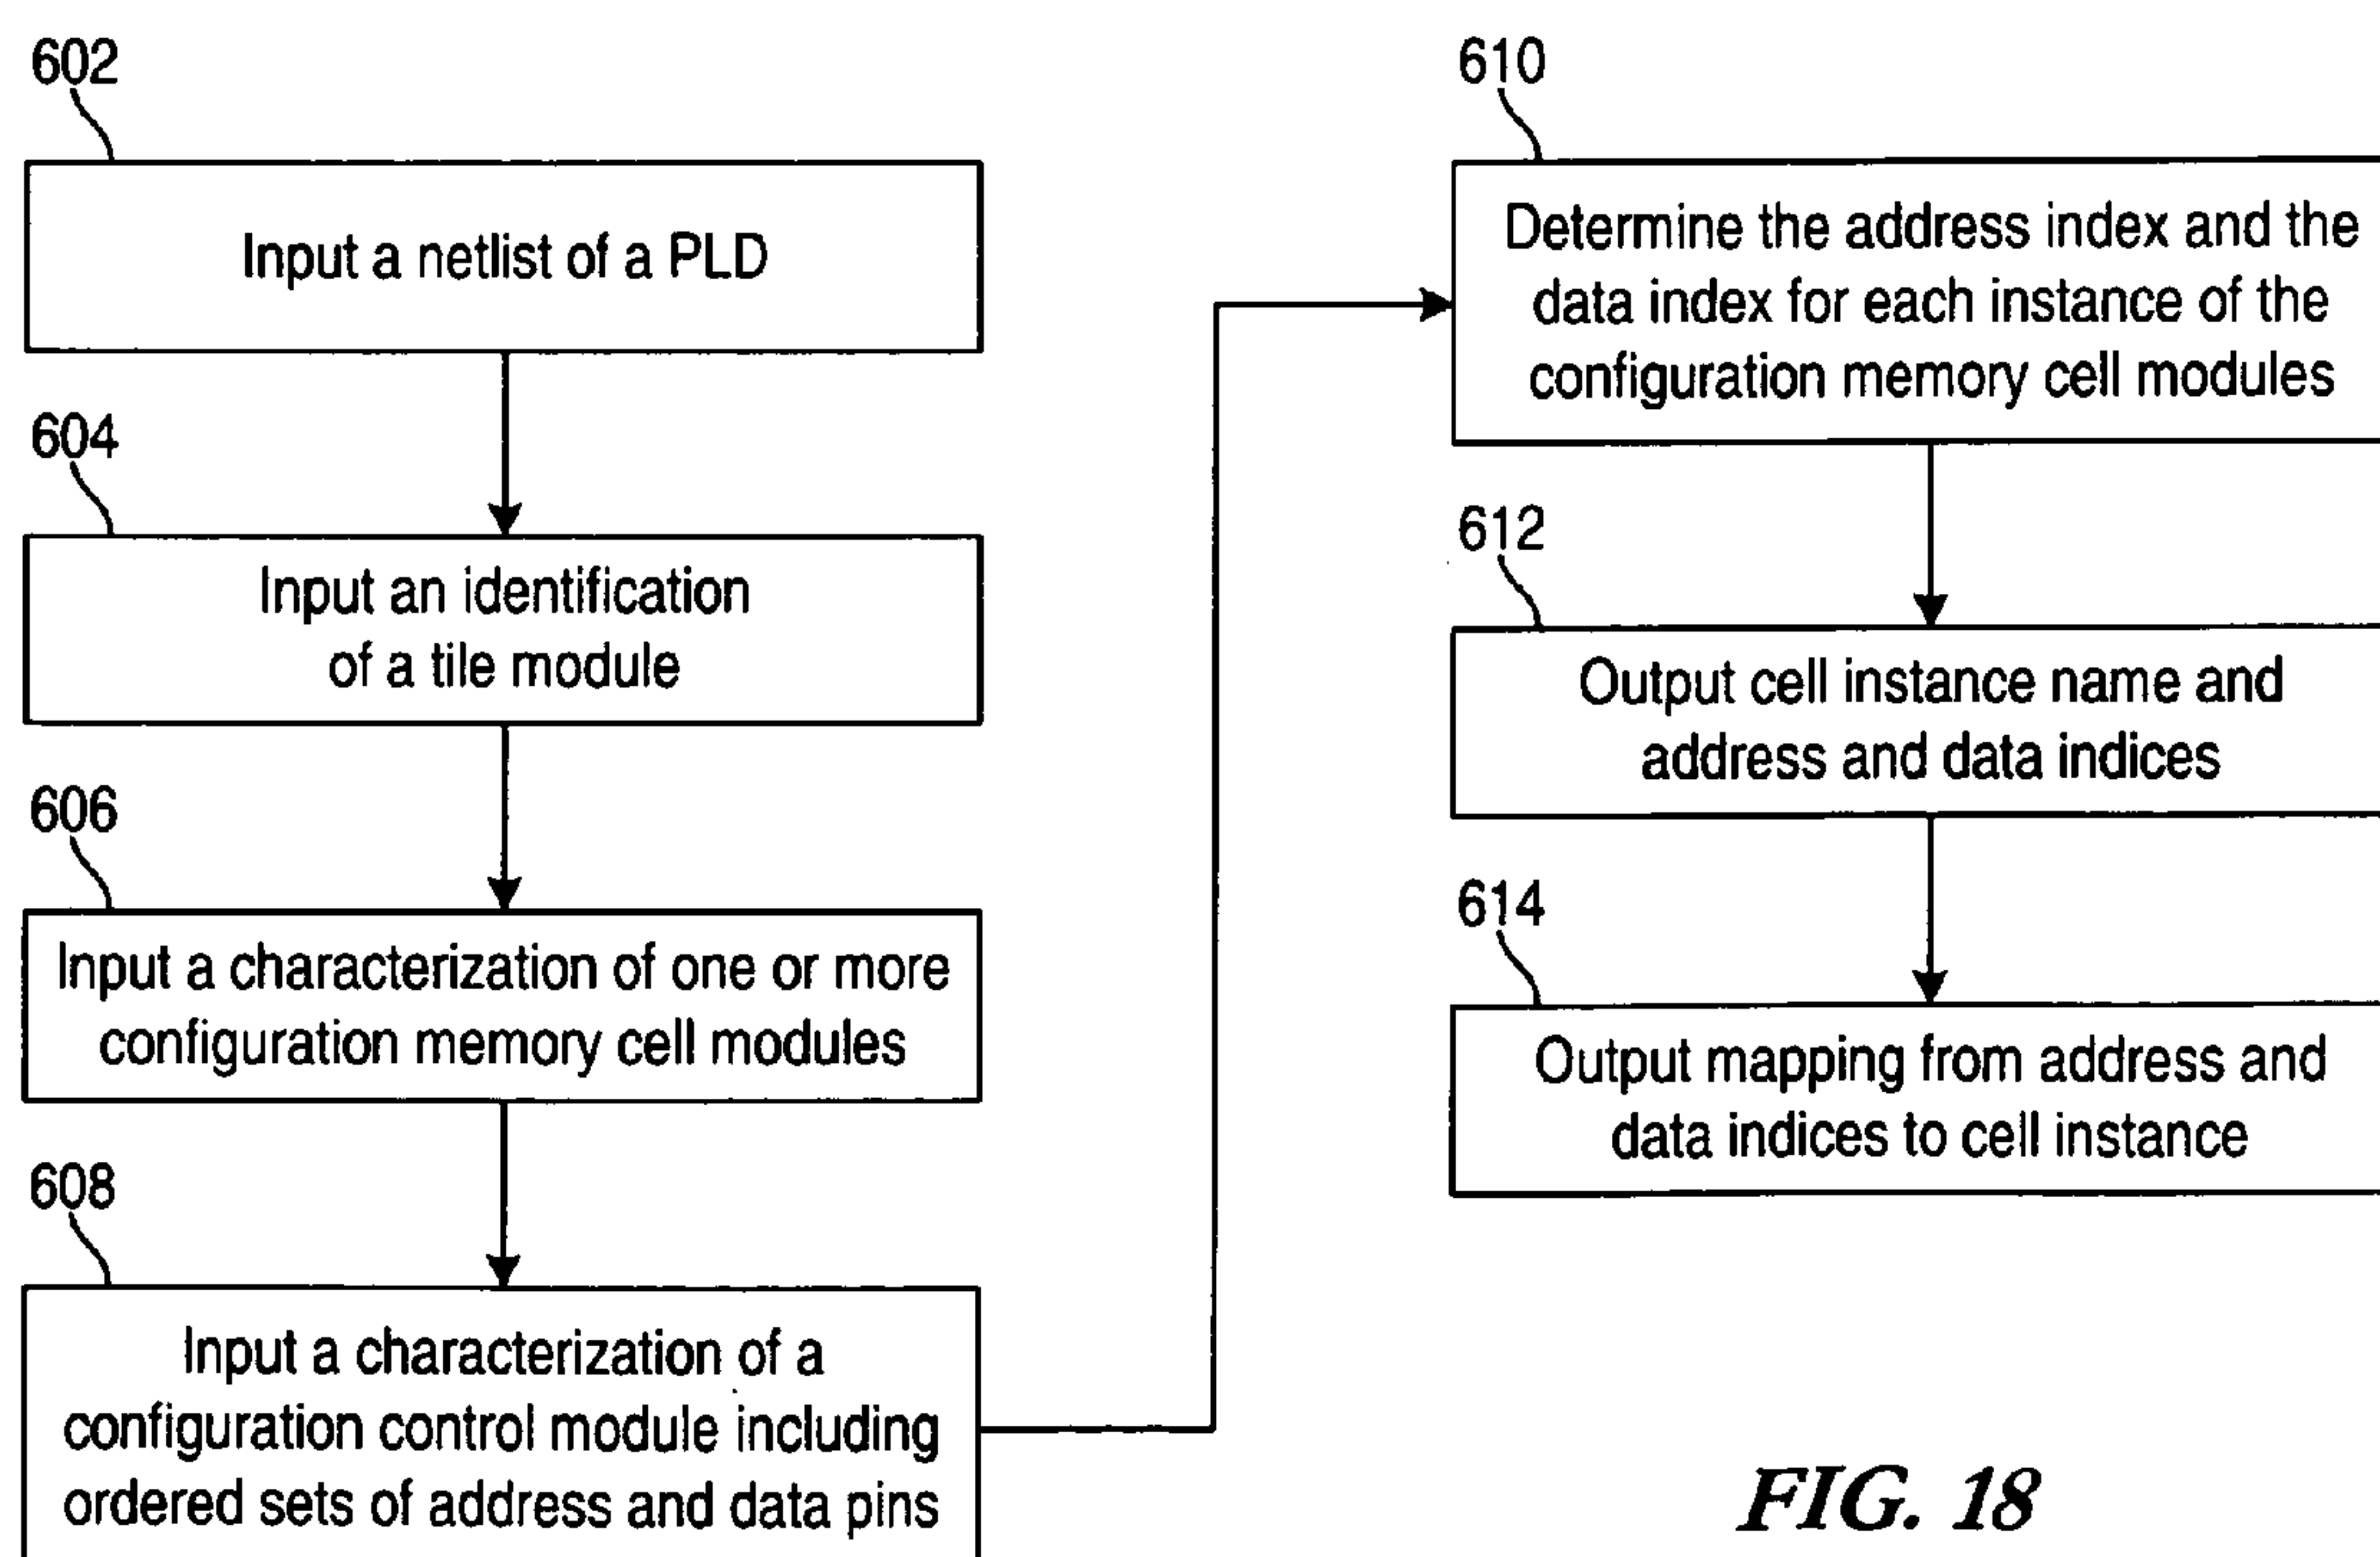 602
Input a netlist of a PLD
604
Input an identification
of a tile module
606
Input a characterization of one or more
configuration memory cell modules
608
Input a characterization of a
configuration control module including
ordered sets of address and data pins
610
Determine the address index and the
data index for each instance of the
configuration memory cell modules
612
Output cell instance name and
address and data indices
614
Output mapping from address and
data indices to cell instance
FIG. 18